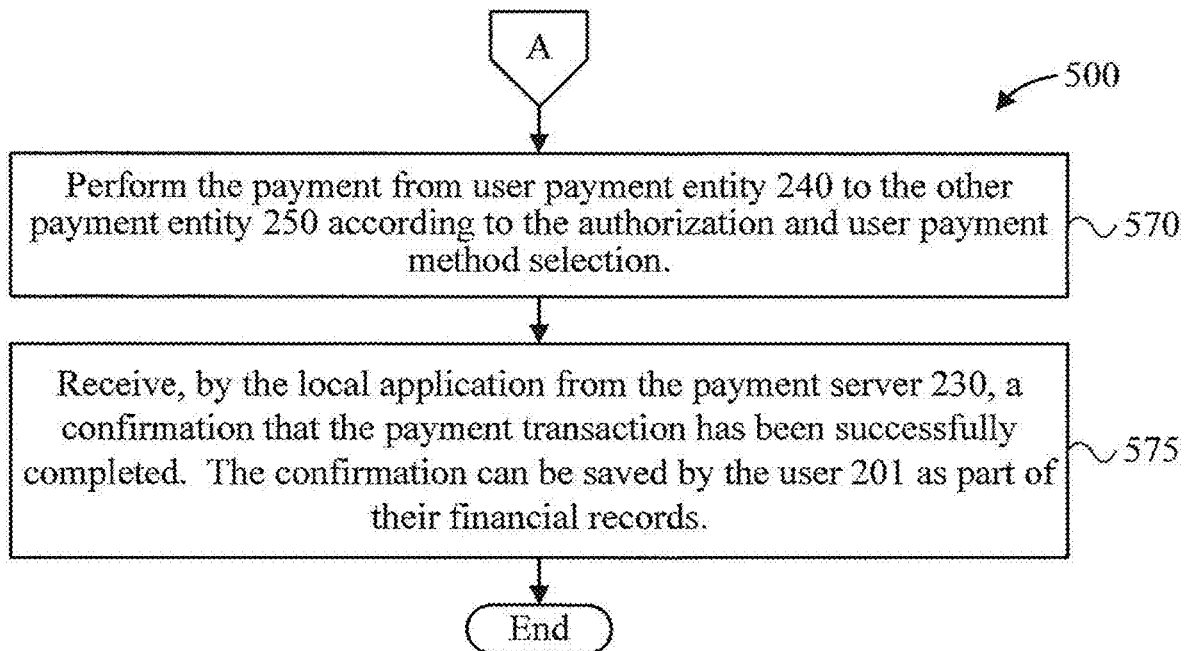 A
500
Perform the payment from user payment entity 240 to the other
payment entity 250 according to the authorization and user payment
method selection.
570
Receive, by the local application from the payment server 230, a
confirmation that the payment transaction has been successfully
completed. The confirmation can be saved by the user 201 as part of
their financial records.
575
End